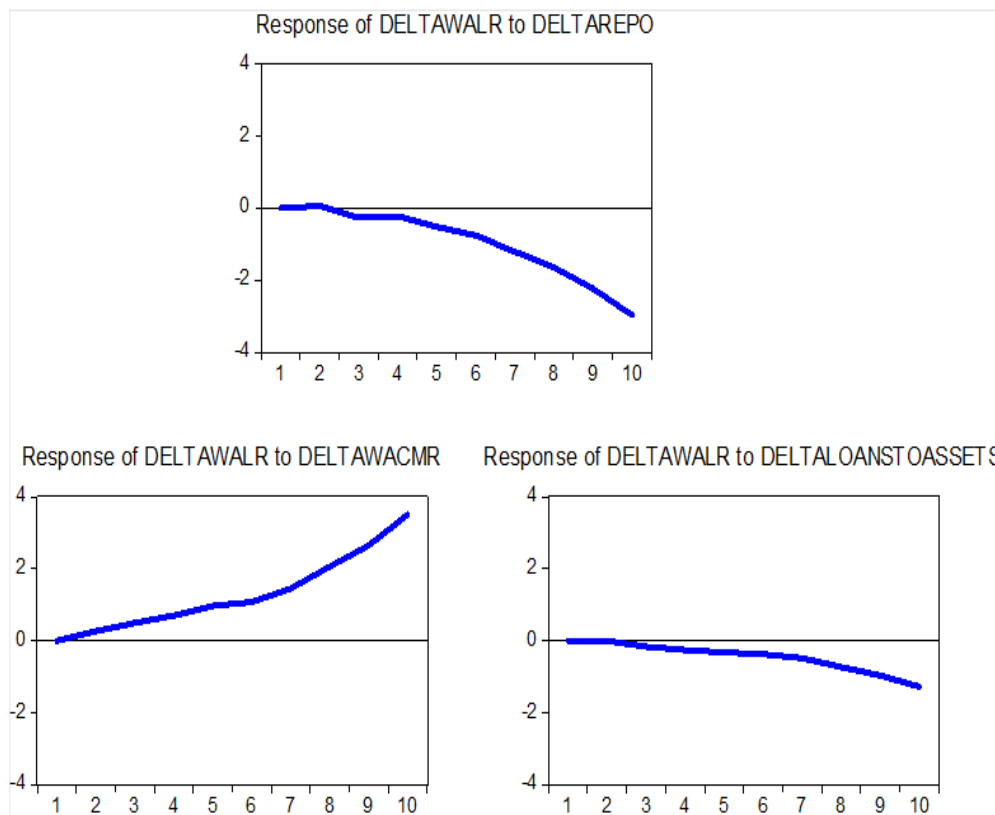 Response of DELTAWALR to DELTAREPO
4
2
0
-2
-4
1 2 3 4 5 6 7 8 9 10
Response of DELTAWALR to DELTAWACMR
4
2
0
-2
-4
1 2 3 4 5 6 7 8 9 10
Response of DELTAWALR to DELTALOANSTOASSETS
4
2
0
-2
-4
1 2 3 4 5 6 7 8 9 10